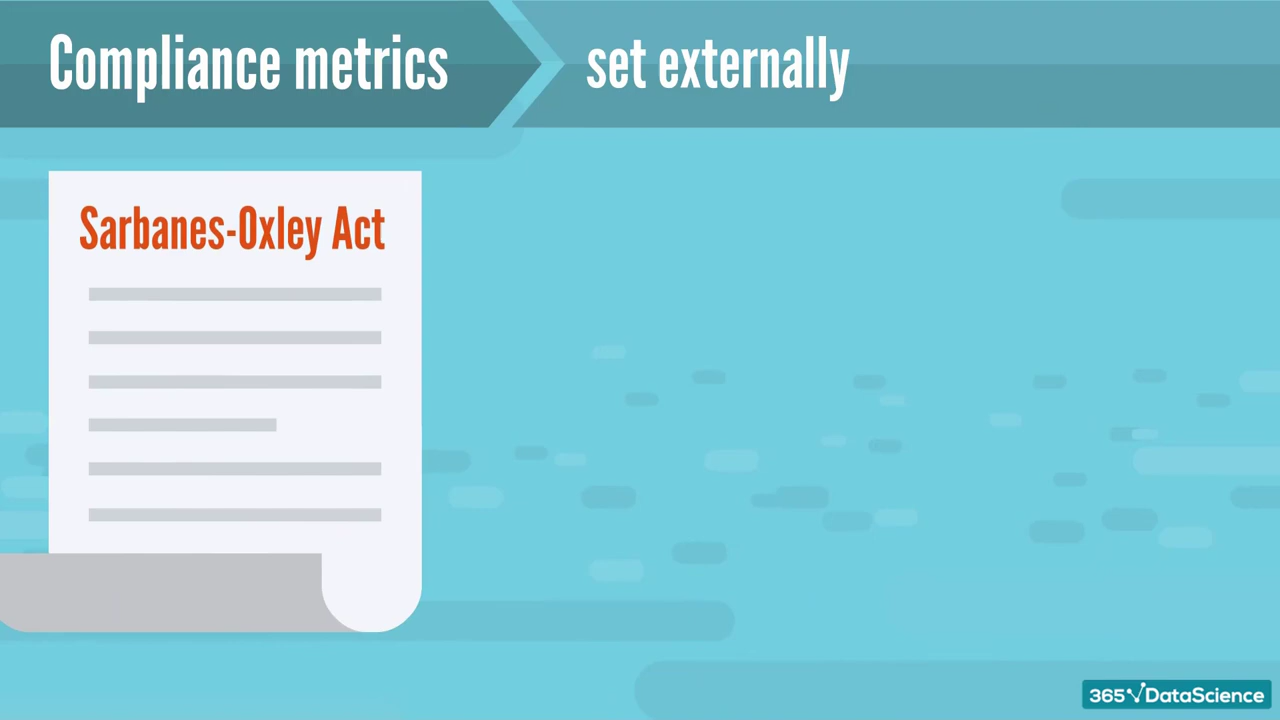 Compliance metrics
set externally
Sarbanes-Oxley Act
365 DataScience